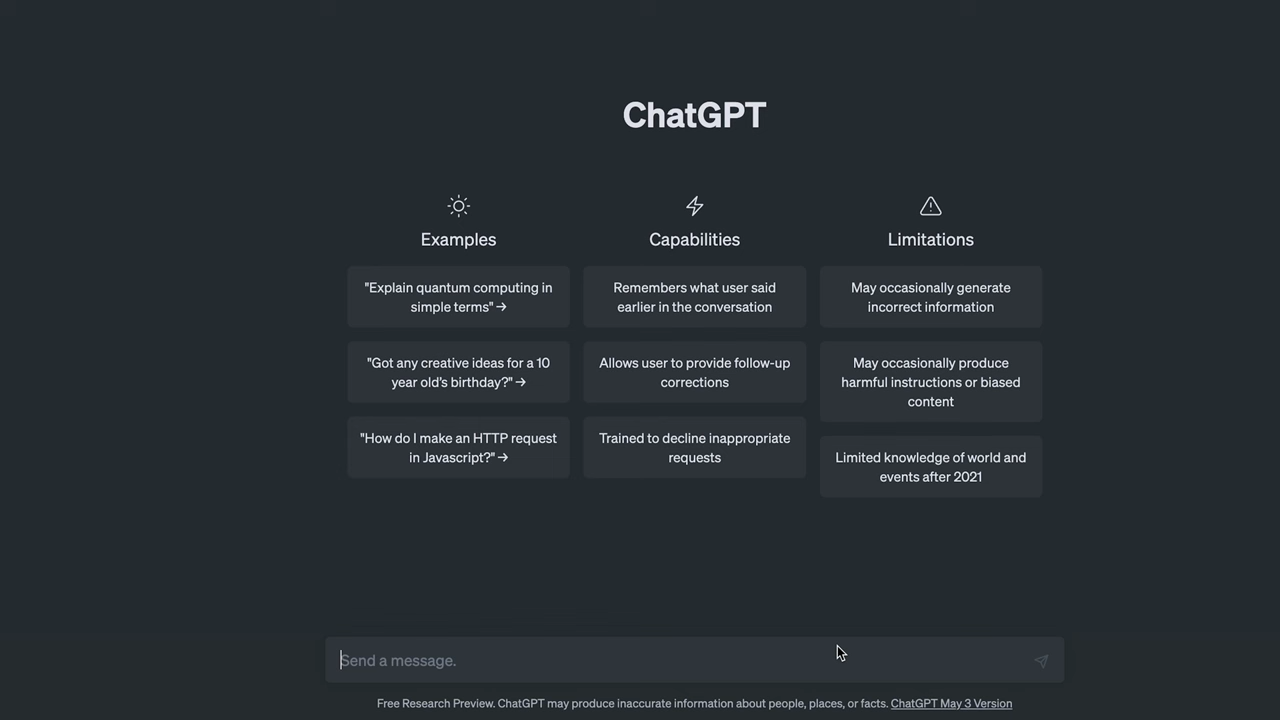 ChatGPT
Examples
"Explain quantum computing in
simple terms" →
"Got any creative ideas for a 10
year old's birthday?" →
"How do I make an HTTP request
in Javascript?" →
Capabilities
Remembers what user said
earlier in the conversation
Allows user to provide follow-up
corrections
Trained to decline inappropriate
requests
Limitations
May occasionally generate
incorrect information
May occasionally produce
harmful instructions or biased
content
Limited knowledge of world and
events after 2021
Send a message.
Free Research Preview. ChatGPT may produce inaccurate information about people, places, or facts. ChatGPT May 3 Version